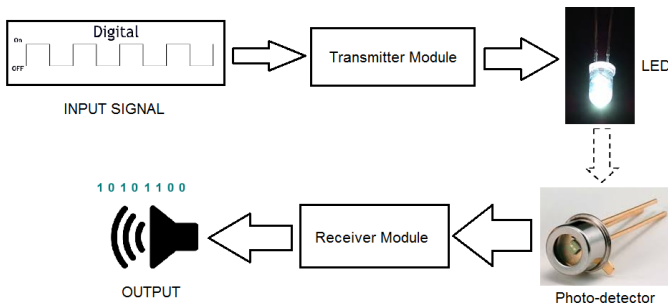 Digital
On
OFF
INPUT SIGNAL
Transmitter Module
LED
1 0 1 0 1 1 0 0
OUTPUT
Receiver Module
Photo-detector